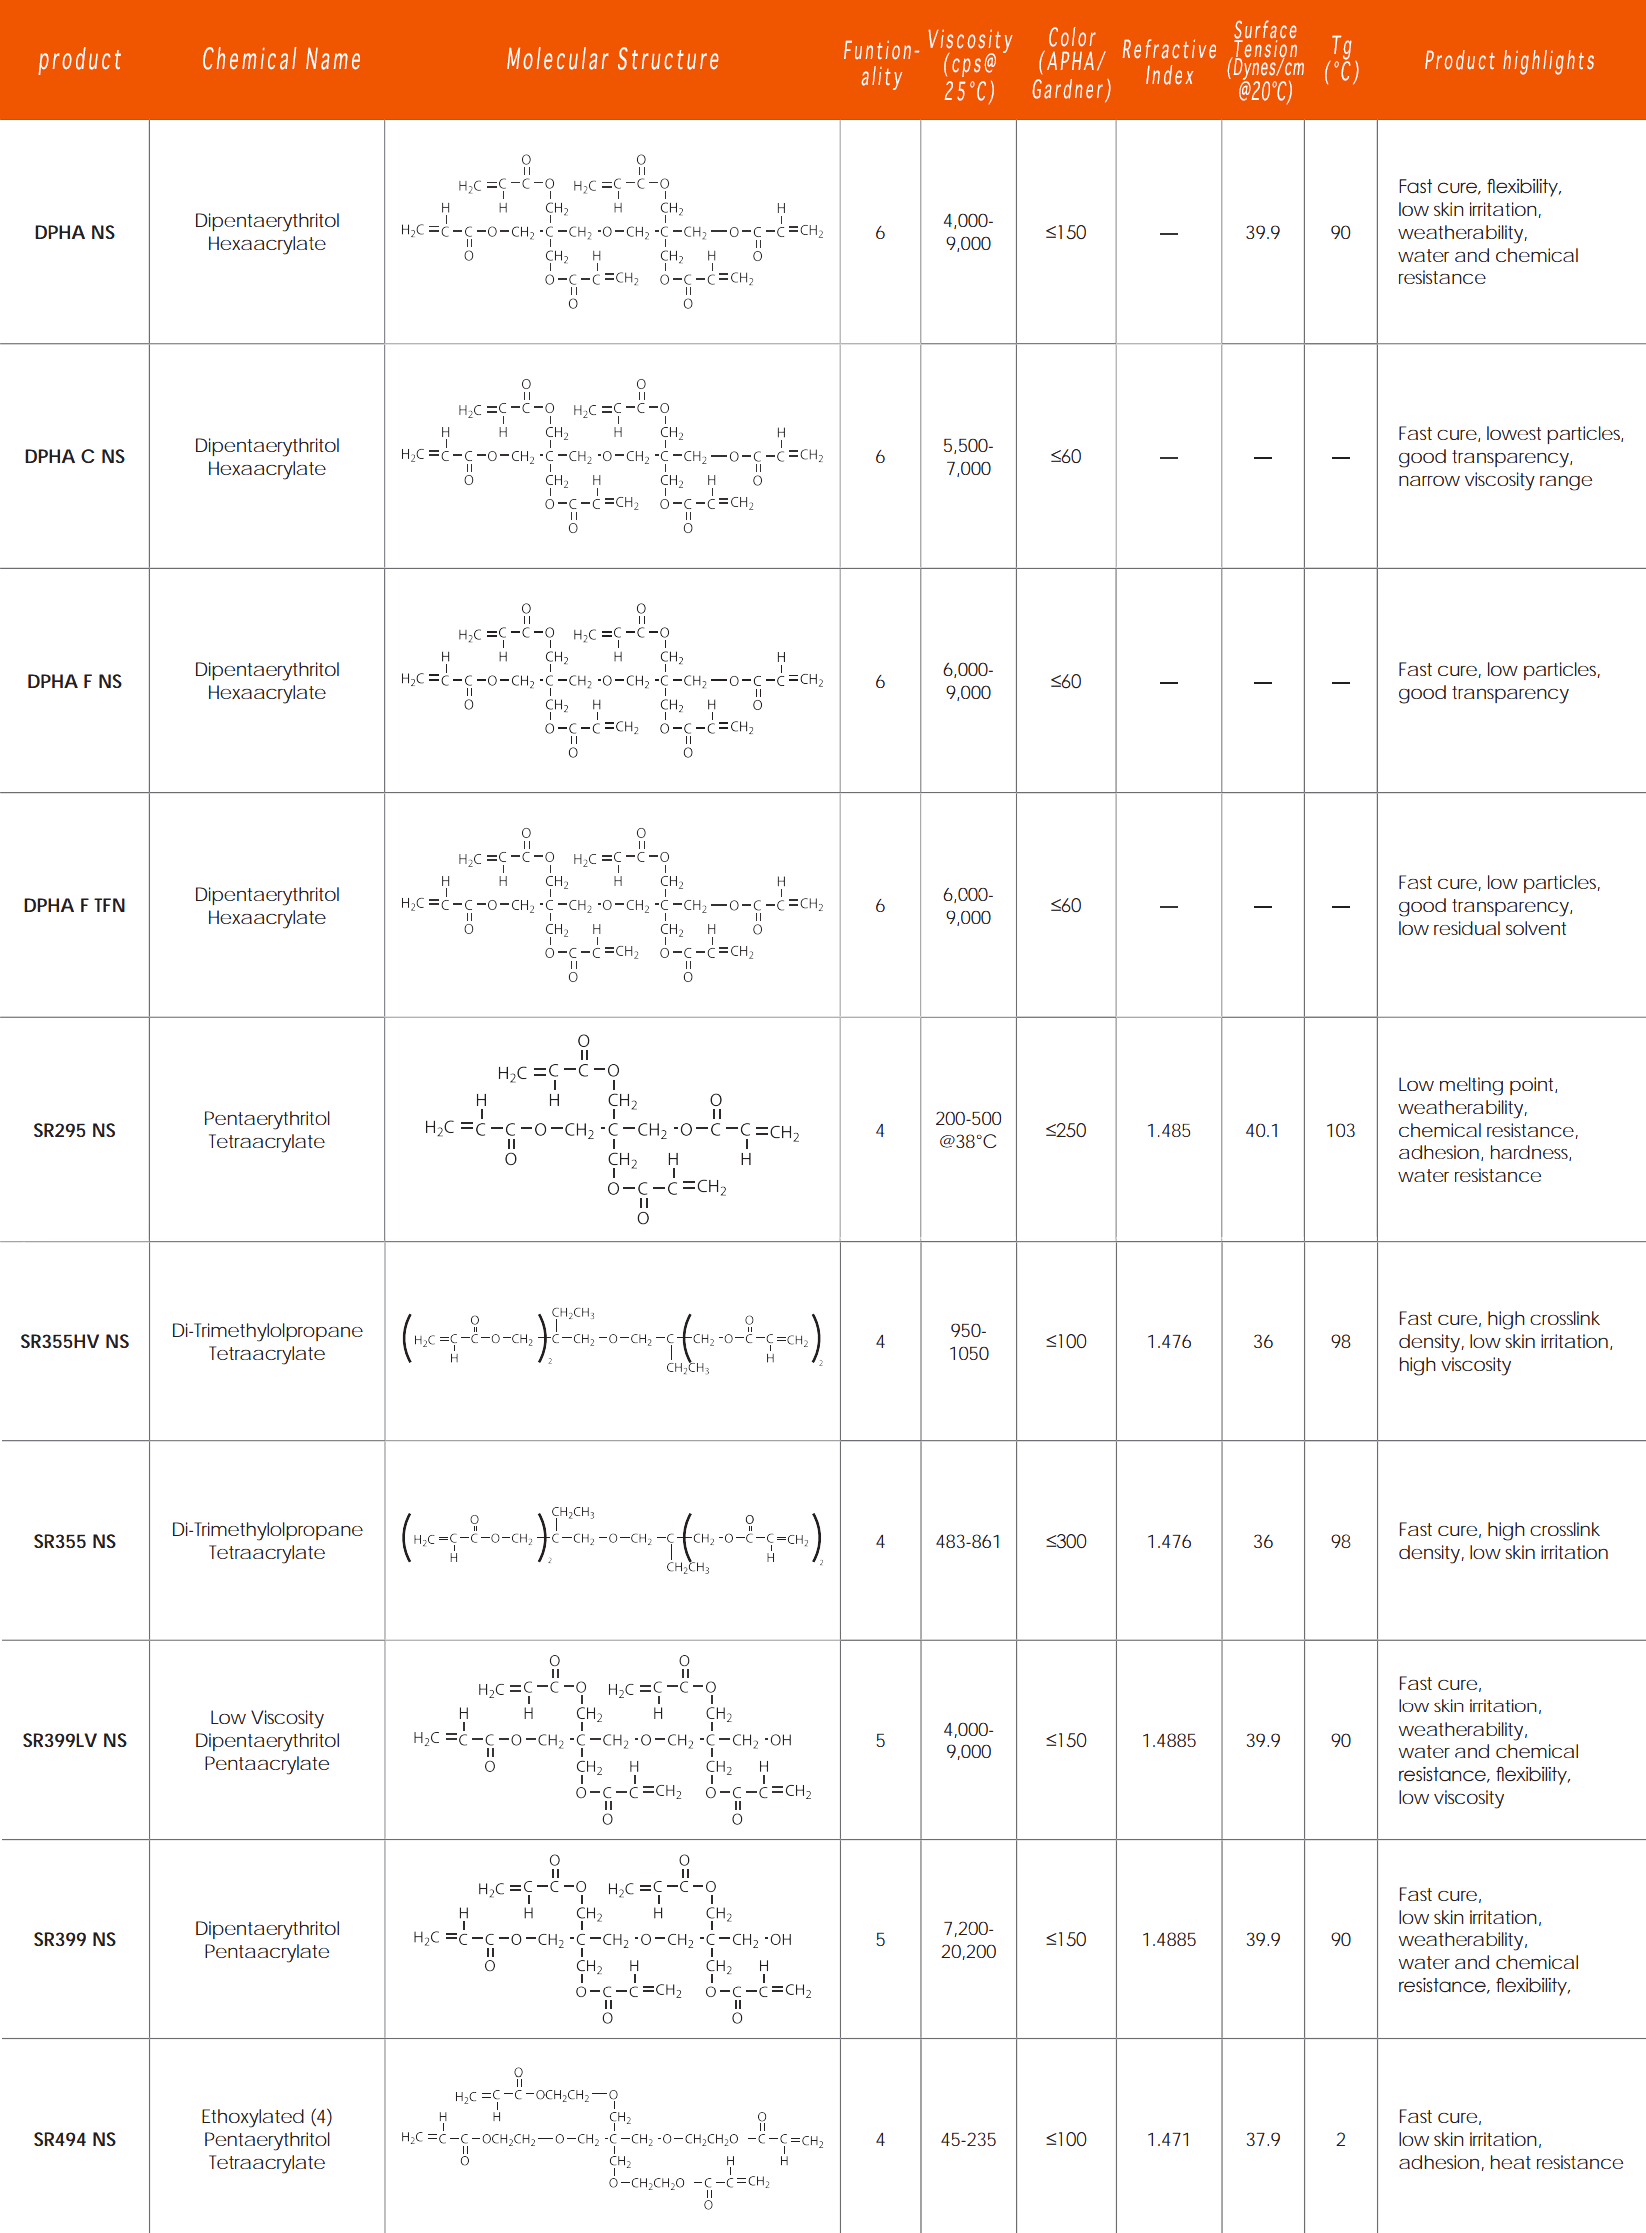 product
Chemical Name
Molecular Structure
Funtion-
ality
Viscosity
(cps@
25°C)
Color
(APHA/
Gardner)
Refractive
Index
Surface
Tension
(Dynes/cm
@20°C)
Tg
(°C)
Product highlights
DPHA NS
Dipentaerythritol
Hexaacrylate
6
4,000-
9,000
≤150
—
39.9
90
Fast cure, flexibility,
low skin irritation,
weatherability,
water and chemical
resistance
DPHA C NS
Dipentaerythritol
Hexaacrylate
6
5,500-
7,000
≤60
—
—
—
Fast cure, lowest particles,
good transparency,
narrow viscosity range
DPHA F NS
Dipentaerythritol
Hexaacrylate
6
6,000-
9,000
≤60
—
—
—
Fast cure, low particles,
good transparency
DPHA F TFN
Dipentaerythritol
Hexaacrylate
6
6,000-
9,000
≤60
—
—
—
Fast cure, low particles,
good transparency,
low residual solvent
SR295 NS
Pentaerythritol
Tetraacrylate
4
200-500
@38°C
≤250
1.485
40.1
103
Low melting point,
weatherability,
chemical resistance,
adhesion, hardness,
water resistance
SR355HV NS
Di-Trimethylolpropane
Tetraacrylate
4
950-
1050
≤100
1.476
36
98
Fast cure, high crosslink
density, low skin irritation,
high viscosity
SR355 NS
Di-Trimethylolpropane
Tetraacrylate
4
483-861
≤300
1.476
36
98
Fast cure, high crosslink
density, low skin irritation
SR399LV NS
Low Viscosity
Dipentaerythritol
Pentaacrylate
5
4,000-
9,000
≤150
1.4885
39.9
90
Fast cure,
low skin irritation,
weatherability,
water and chemical
resistance, flexibility,
low viscosity
SR399 NS
Dipentaerythritol
Pentaacrylate
5
7,200-
20,200
≤150
1.4885
39.9
90
Fast cure,
low skin irritation,
weatherability,
water and chemical
resistance, flexibility,
SR494 NS
Ethoxylated (4)
Pentaerythritol
Tetraacrylate
4
45-235
≤100
1.471
37.9
2
Fast cure,
low skin irritation,
adhesion, heat resistance